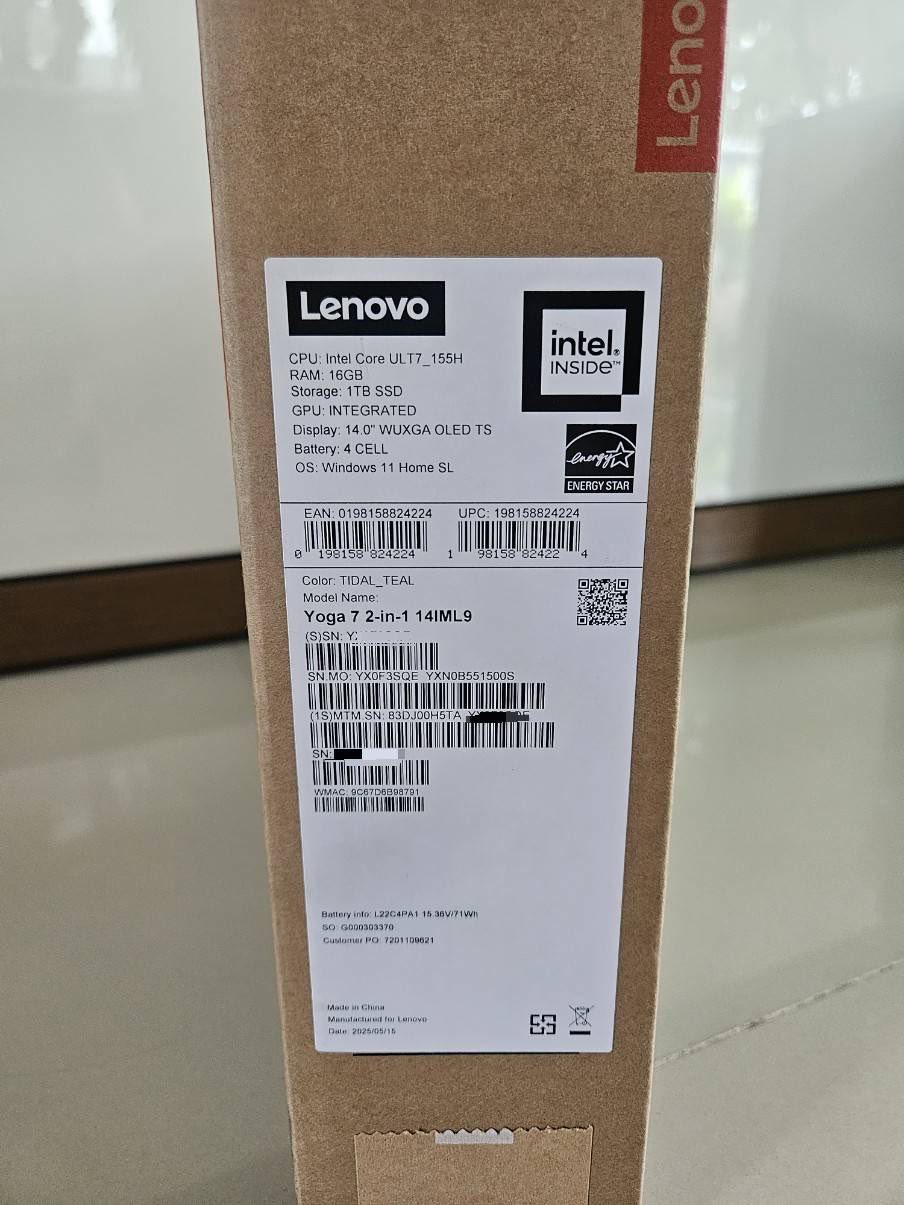 Leno
Lenovo
intel.
INSIDE™
CPU: Intel Core ULT7_155H
RAM: 16GB
Storage: 1TB SSD
GPU: INTEGRATED
Display: 14.0" WUXGA OLED TS
Battery: 4 CELL
OS: Windows 11 Home SL
energy
ENERGY STAR
EAN: 0198158824224 UPC: 198158824224
0 198158 824224 1 98158 82422 4
Color: TIDAL_TEAL
Model Name:
Yoga 7 2-in-1 14IML9
(S)SN:
SN.MO: YX0F3SQE YXN0B551500S
(1S)MTM.SN: 83DJ00H5TA
SN:
WMAC: 9C67D6B98791
Battery info: L22C4PA1 15.36V/71Wh
SO: G000303370
Customer PO: 7201109621
Made in China
Manufactured for Lenovo
Date: 2025/05/15